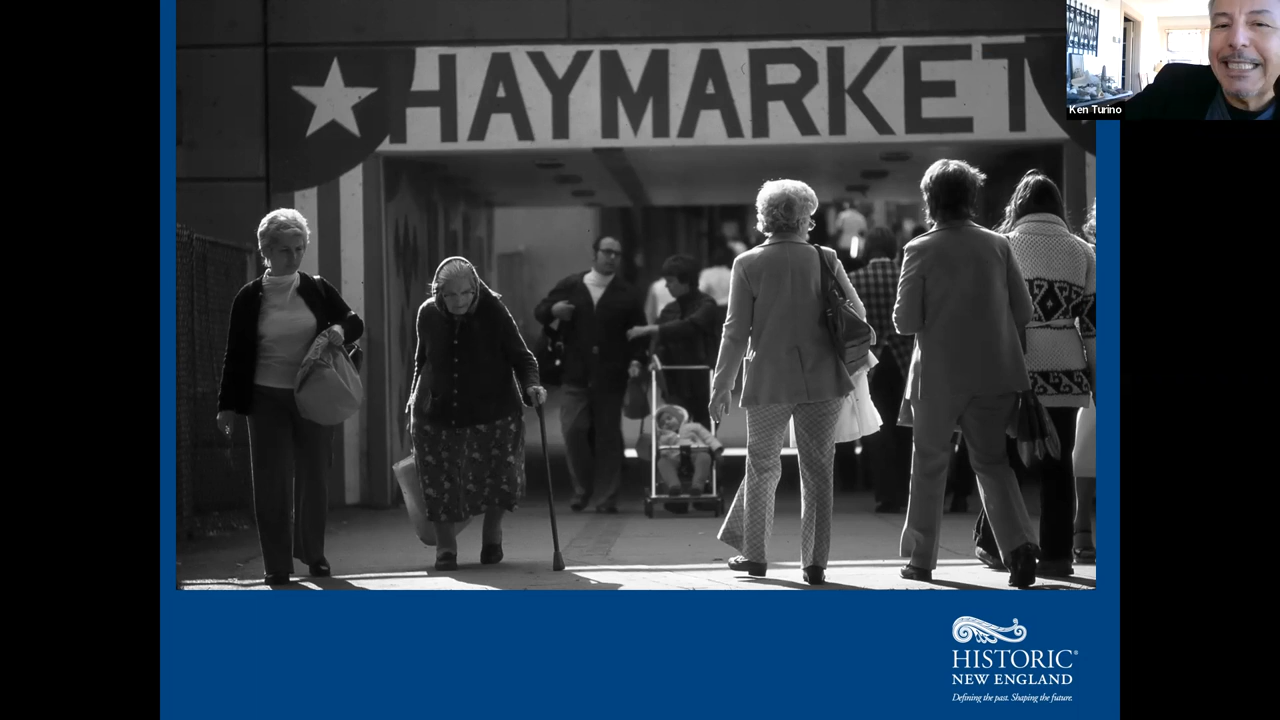 HAYMARKET
Ken Turino
HISTORIC®
NEW ENGLAND
Defining the past. Shaping the future.